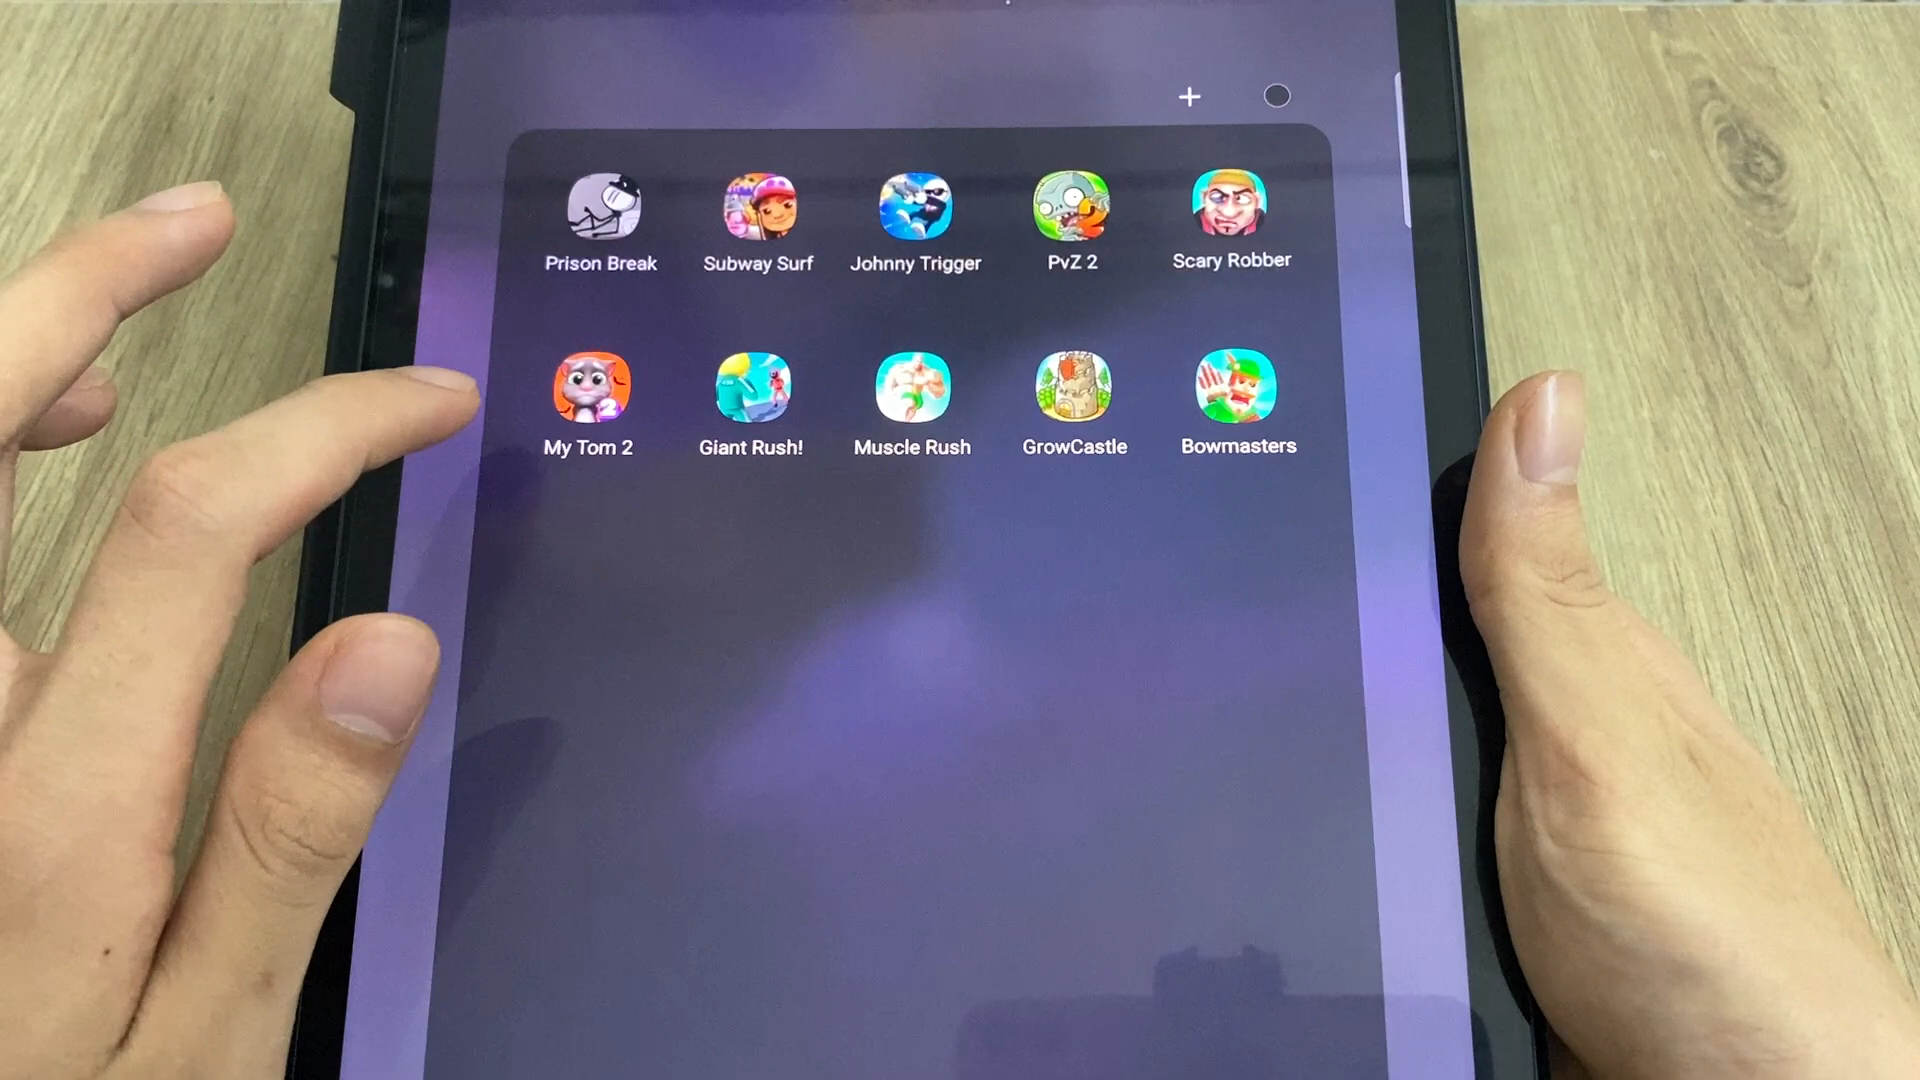 Prison Break
Subway Surf
Johnny Trigger
PvZ 2
Scary Robber
My Tom 2
Giant Rush!
Muscle Rush
GrowCastle
Bowmasters